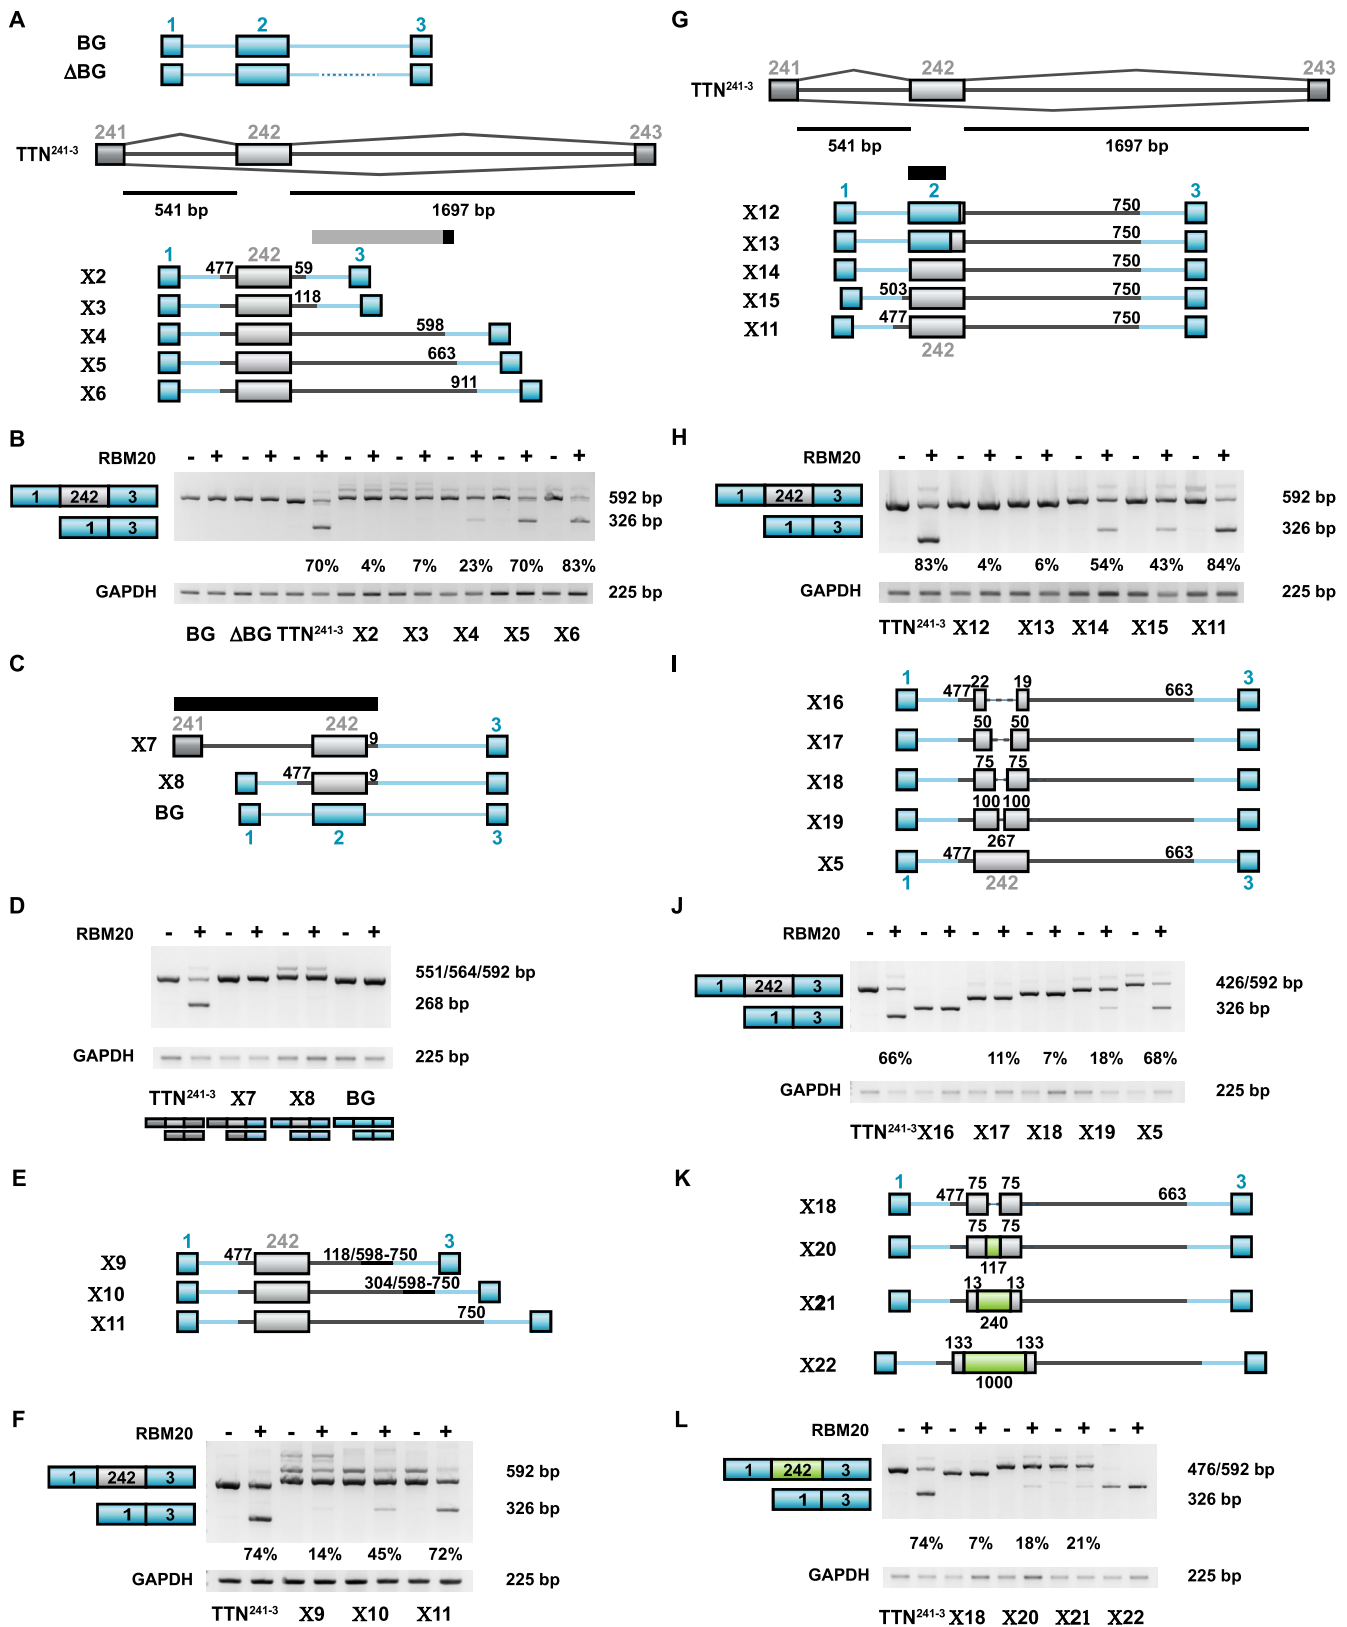 A
1 2 3
BG
ΔBG
241 242 243
TTN241-3
541 bp 1697 bp
1 242 3
X2 477 59
X3 118
X4 598
X5 663
X6 911
B
RBM20 - + - + - + - + - + - + - + - +
1 242 3 592 bp
1 3 326 bp
70% 4% 7% 23% 70% 83%
GAPDH 225 bp
BG ΔBG TTN241-3 X2 X3 X4 X5 X6
C
241 242 3
X7 9
X8 477 9
BG
1 2 3
D
RBM20 - + - + - + - +
551/564/592 bp
268 bp
GAPDH 225 bp
TTN241-3 X7 X8 BG
E
1 242 3
X9 477 118/598-750
X10 304/598-750
X11 750
F
RBM20 - + - + - + - +
1 242 3 592 bp
1 3 326 bp
74% 14% 45% 72%
GAPDH 225 bp
TTN241-3 X9 X10 X11
G
241 242 243
TTN241-3
541 bp 1697 bp
1 2 3
X12 750
X13 750
X14 750
X15 503 750
X11 477 750
242
H
RBM20 - + - + - + - + - + - +
1 242 3 592 bp
1 3 326 bp
83% 4% 6% 54% 43% 84%
GAPDH 225 bp
TTN241-3 X12 X13 X14 X15 X11
I
1 3
X16 477 22 19 663
X17 50 50
X18 75 75
X19 100 100
267
X5 477 663
1 242 3
J
RBM20 - + - + - + - + - + - +
1 242 3 426/592 bp
1 3 326 bp
66% 11% 7% 18% 68%
GAPDH 225 bp
TTN241-3 X16 X17 X18 X19 X5
K
1 3
X18 477 75 75 663
X20 75 75
117
X21 13 13
240
X22 133 133
1000
L
RBM20 - + - + - + - + - +
1 242 3 476/592 bp
1 3 326 bp
74% 7% 18% 21%
GAPDH 225 bp
TTN241-3 X18 X20 X21 X22